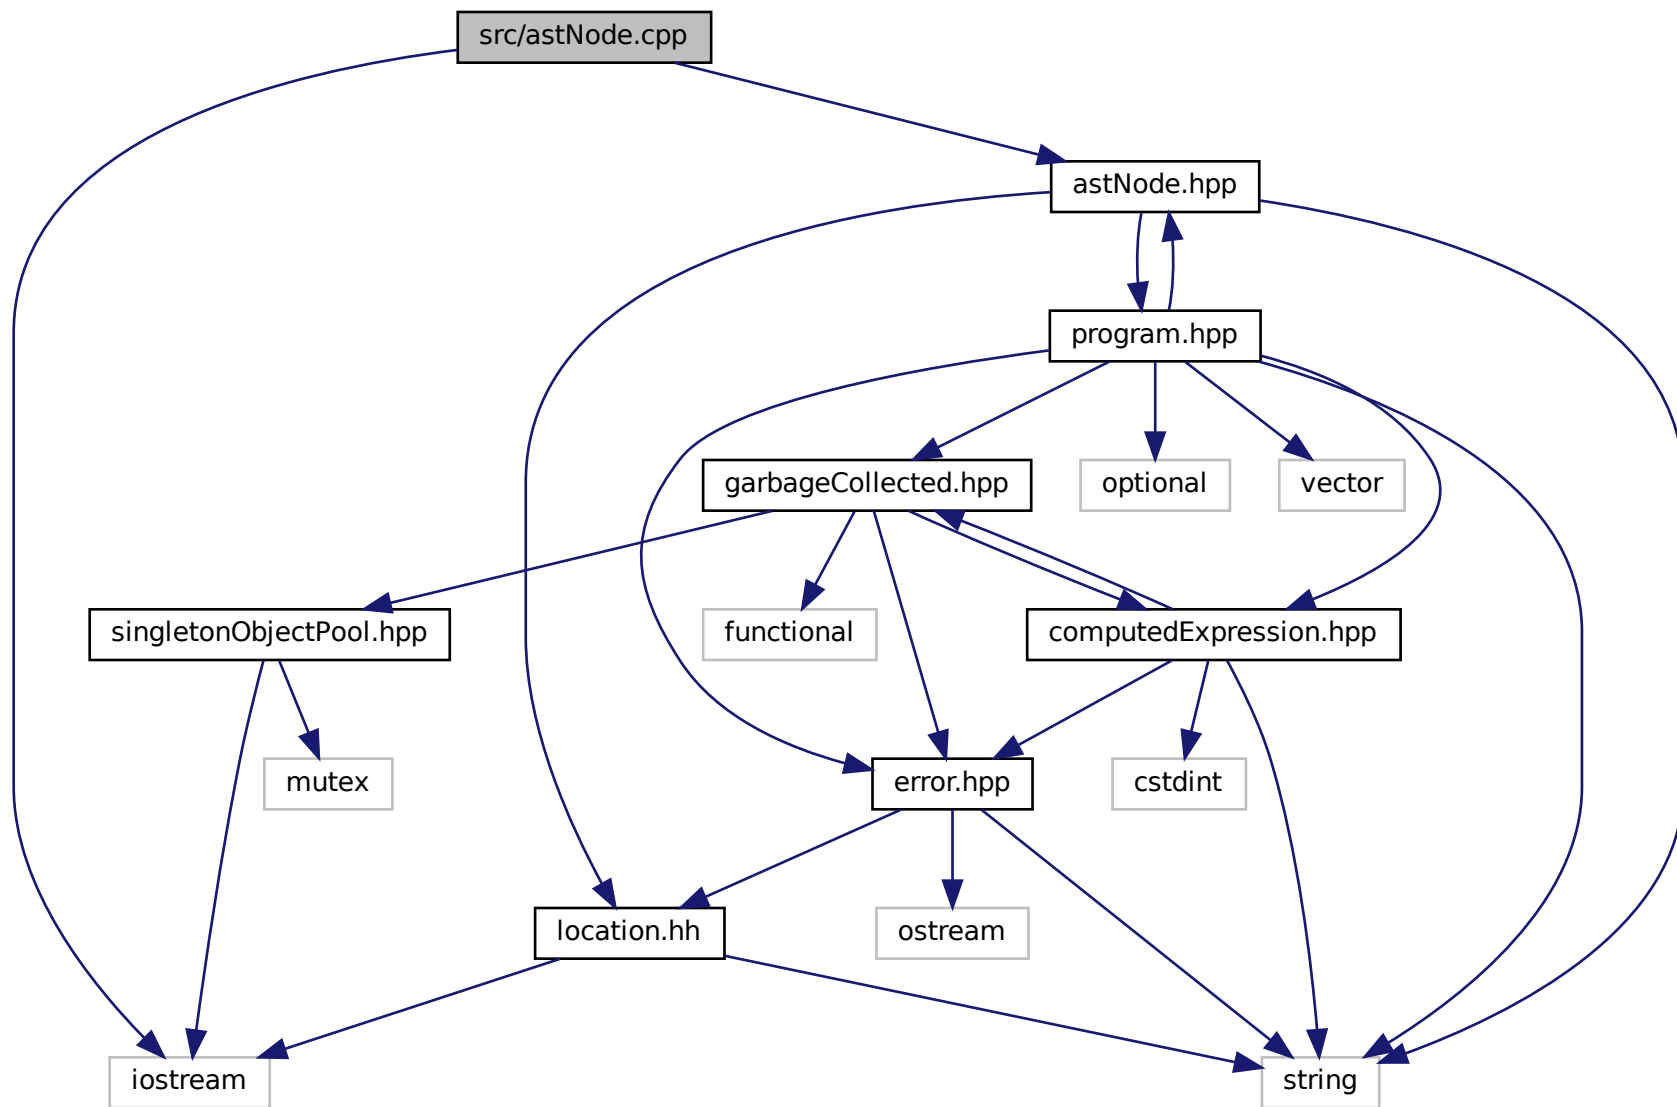 src/astNode.cpp
astNode.hpp
program.hpp
garbageCollected.hpp
optional
vector
singletonObjectPool.hpp
functional
computedExpression.hpp
mutex
error.hpp
cstdint
location.hh
ostream
iostream
string